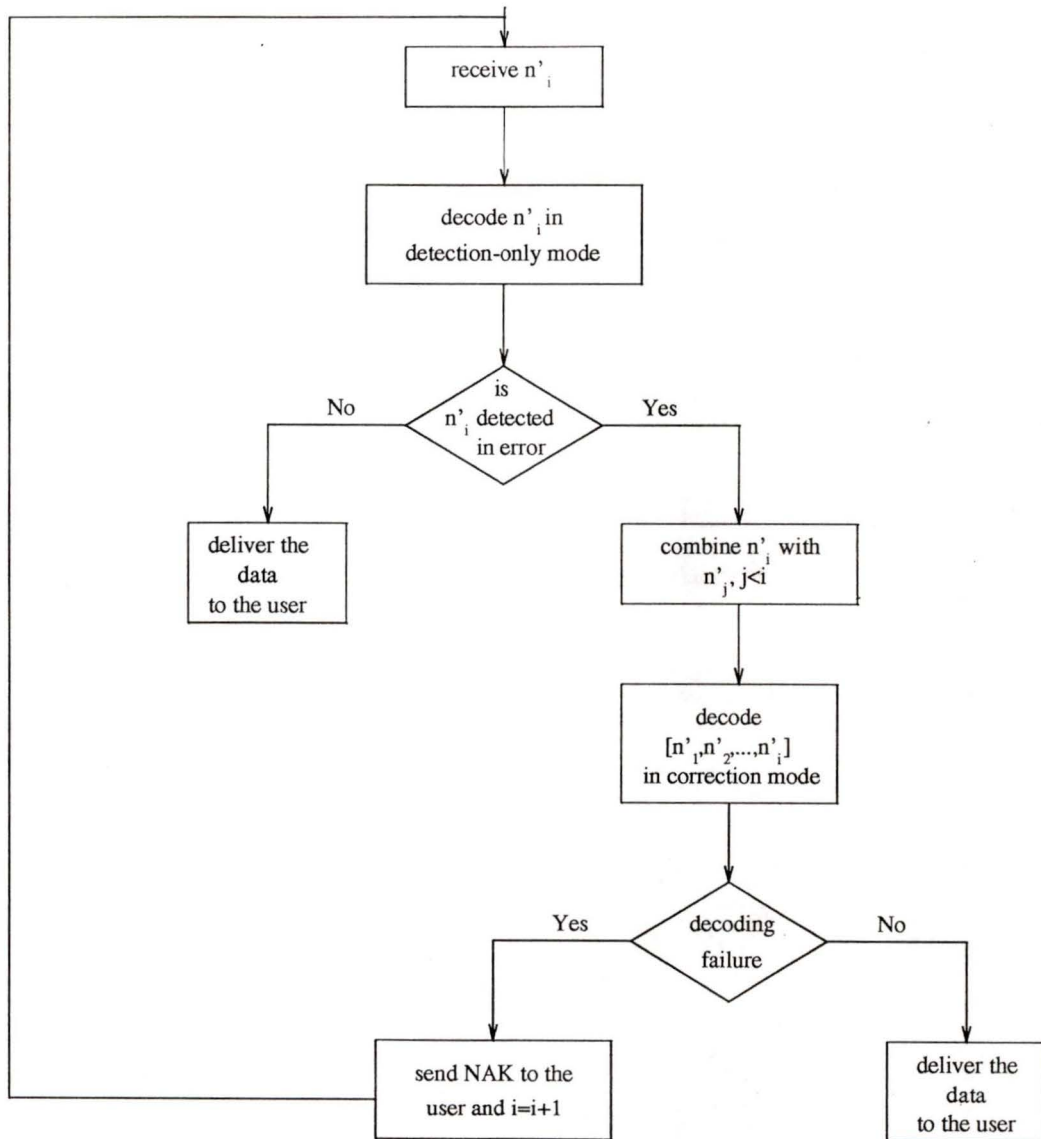 receive n'i
decode n'i in
detection-only mode
is
n'i detected
in error
No
Yes
deliver the
data
to the user
combine n'i with
n'j, j<i
decode
[n'1,n'2,...,n'i]
in correction mode
decoding
failure
Yes
No
send NAK to the
user and i=i+1
deliver the
data
to the user